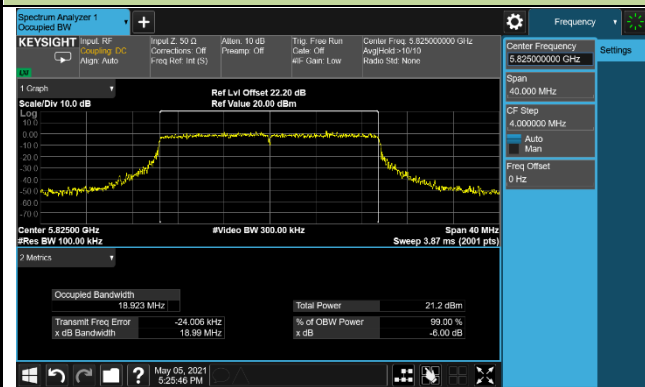 Spectrum Analyzer 1
Occupied BW
KEYSIGHT
Input: RF
Coupling: DC
Align: Auto
Input Z: 50 Ω
Corrections: Off
Freq Ref: Int (S)
Atten: 10 dB
Preamp: Off
Trig: Free Run
Gate: Off
#IF Gain: Low
Center Freq: 5.825000000 GHz
Avg|Hold:>10/10
Radio Std: None
1 Graph
Scale/Div 10.0 dB
Ref Lvl Offset 22.20 dB
Ref Value 20.00 dBm
Log
10.0
0.00
-10.0
-20.0
-30.0
-40.0
-50.0
-60.0
-70.0
Center 5.82500 GHz
#Res BW 100.00 kHz
#Video BW 300.00 kHz
Span 40 MHz
Sweep 3.87 ms (2001 pts)
2 Metrics
Occupied Bandwidth
18.923 MHz
Total Power 21.2 dBm
Transmit Freq Error -24.006 kHz
% of OBW Power 99.00 %
x dB Bandwidth 18.99 MHz
x dB -6.00 dB
May 05, 2021
5:25:46 PM
Frequency
Center Frequency
5.825000000 GHz
Settings
Span
40.000 MHz
CF Step
4.000000 MHz
Auto
Man
Freq Offset
0 Hz